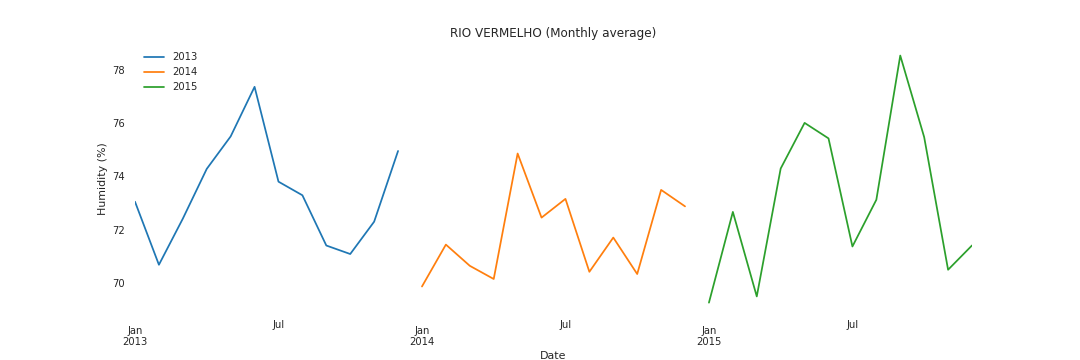 RIO VERMELHO (Monthly average)
2013
2014
2015
78
76
74
72
70
Humidity (%)
Jan
2013
Jul
Jan
2014
Jul
Jan
2015
Jul
Date